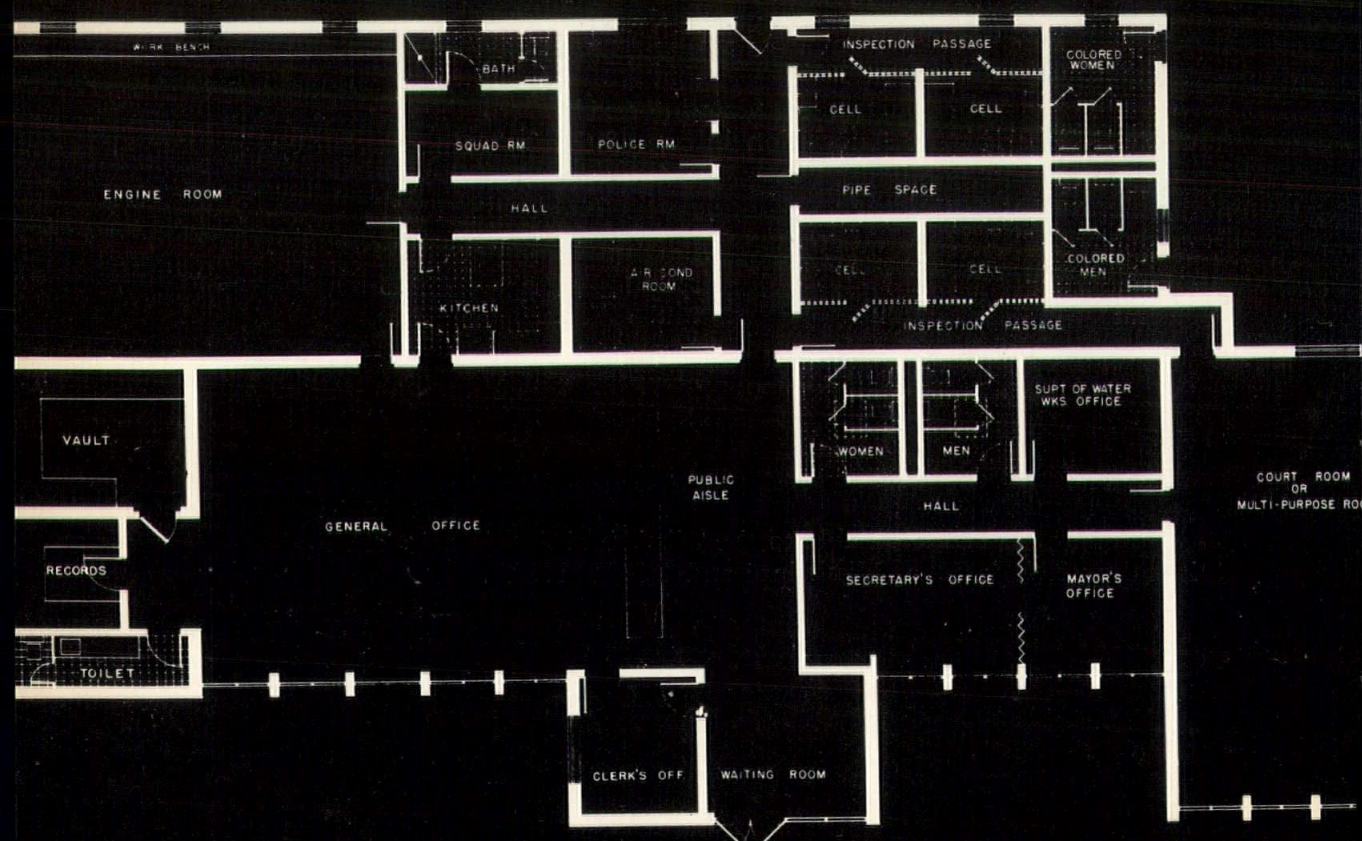 WORK BENCH
INSPECTION PASSAGE
COLORED
WOMEN
BATH
CELL
CELL
SQUAD RM
POLICE RM
ENGINE ROOM
HALL
PIPE SPACE
COLORED
MEN
CELL
CELL
AIR COND
ROOM
KITCHEN
INSPECTION PASSAGE
SUPT OF WATER
WKS OFFICE
VAULT
WOMEN
MEN
PUBLIC
AISLE
COURT ROOM
OR
MULTI-PURPOSE ROO
HALL
GENERAL OFFICE
RECORDS
SECRETARY'S OFFICE
MAYOR'S
OFFICE
TOILET
CLERK'S OFF
WAITING ROOM